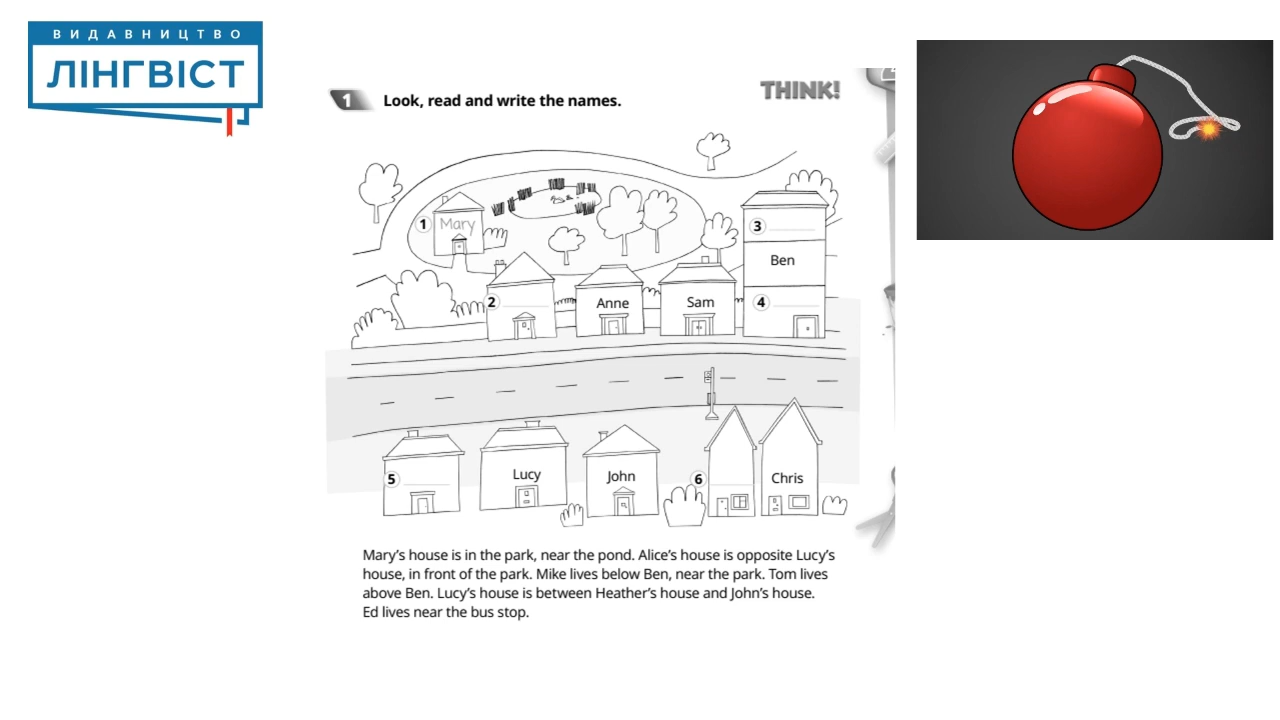 ВИДАВНИЦТВО
ЛІНГВІСТ
1 Look, read and write the names.
THINK!
1 Mary
3
Ben
2
Anne
Sam
4
5
Lucy
John
6
Chris
Mary’s house is in the park, near the pond. Alice’s house is opposite Lucy’s
house, in front of the park. Mike lives below Ben, near the park. Tom lives
above Ben. Lucy’s house is between Heather’s house and John’s house.
Ed lives near the bus stop.